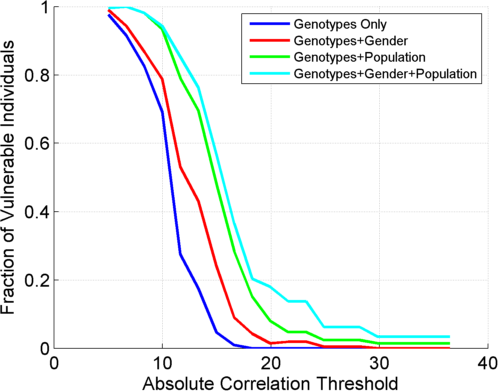 1
0.8
0.6
0.4
0.2
0
Fraction of Vulnerable Individuals
Genotypes Only
Genotypes+Gender
Genotypes+Population
Genotypes+Gender+Population
0 10 20 30 40
Absolute Correlation Threshold